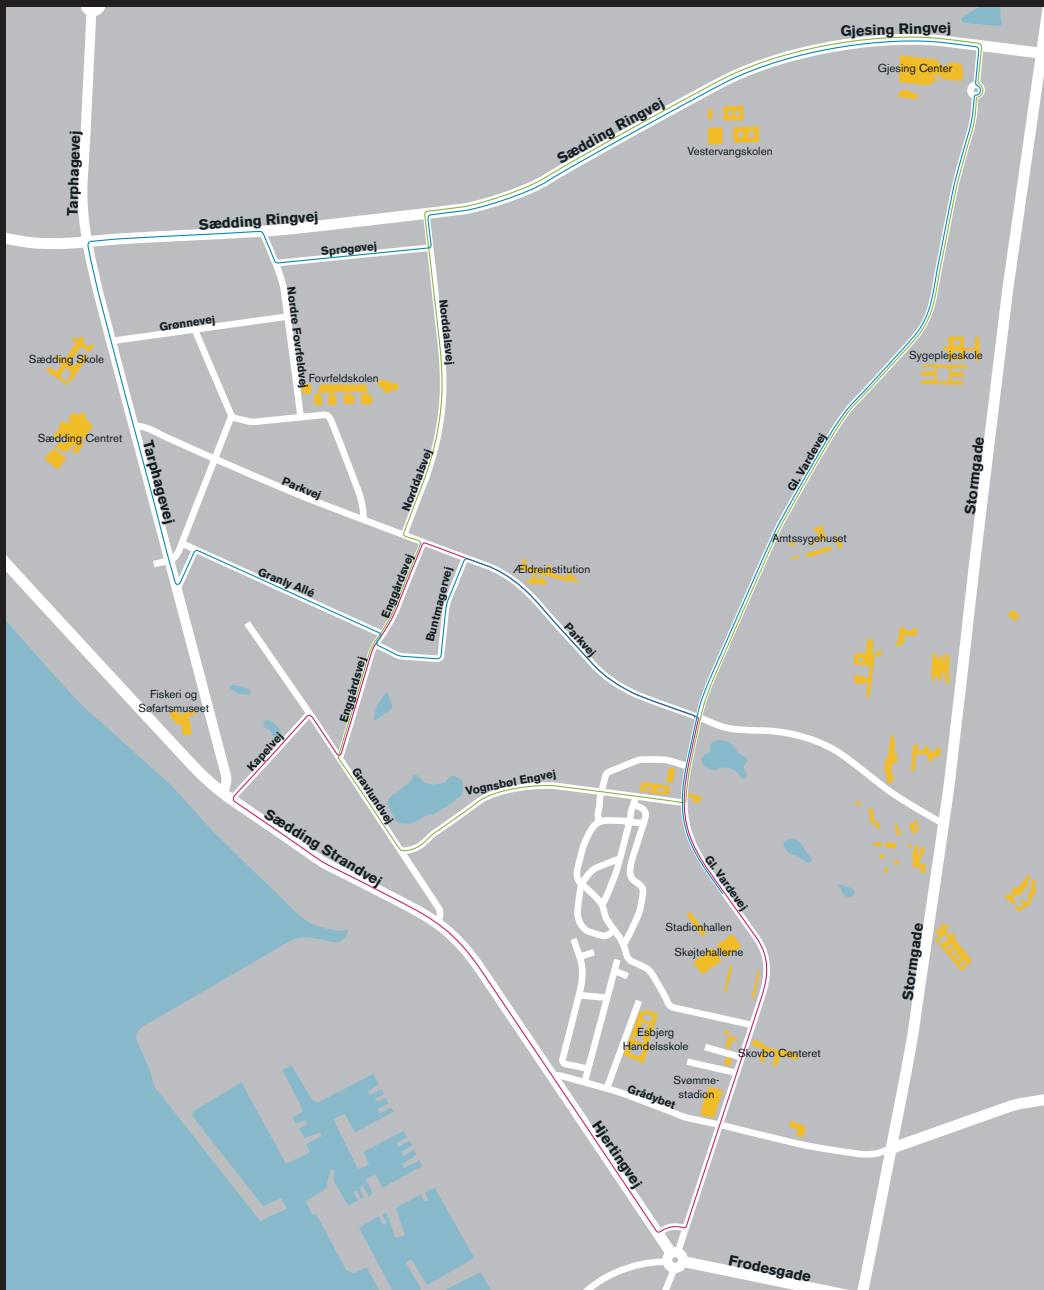 Gjesing Ringvej
Gjesing Center
Sædding Ringvej
Vestervangskolen
Tarphagevej
Sædding Ringvej
Sprogøvej
Nordre Fovrfeldvej
Norddalsvej
Grønnevej
Sædding Skole
Fovrfeldskolen
Sygeplejeskole
Sædding Centret
Tarphagevej
Norddalsvej
Gl. Vardevej
Stormgade
Parkvej
Amtssygehuset
Ældreinstitution
Granly Allé
Enggårdsvej
Buntmagervej
Parkvej
Enggårdsvej
Fiskeri og
Søfartsmuseet
Kapelvej
Gravlundvej
Vognsbøl Engvej
Sædding Strandvej
Gl. Vardevej
Stadionhallen
Skøjtehallerne
Stormgade
Esbjerg
Handelsskole
Skovbo Centeret
Svømme-
stadion
Grådybet
Hjertingvej
Frodesgade